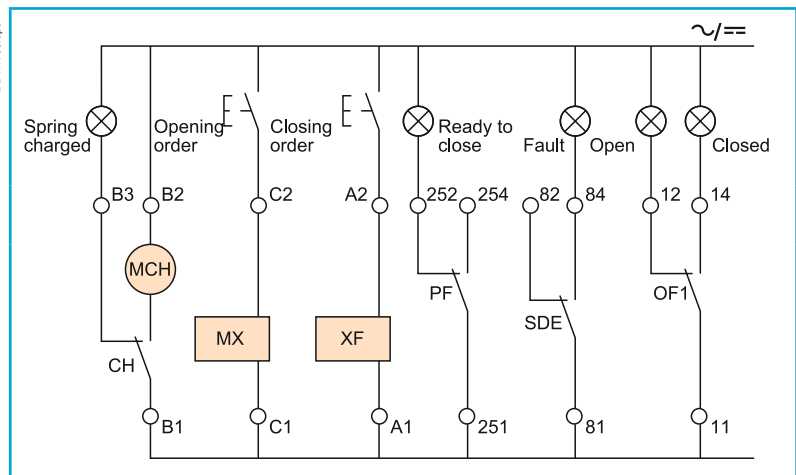 ∿/==
Spring
charged
Opening
order
Closing
order
Ready to
close
Fault
Open
Closed
B3
B2
C2
A2
252
254
82
84
12
14
MCH
PF
OF1
SDE
MX
XF
CH
B1
C1
A1
251
81
11